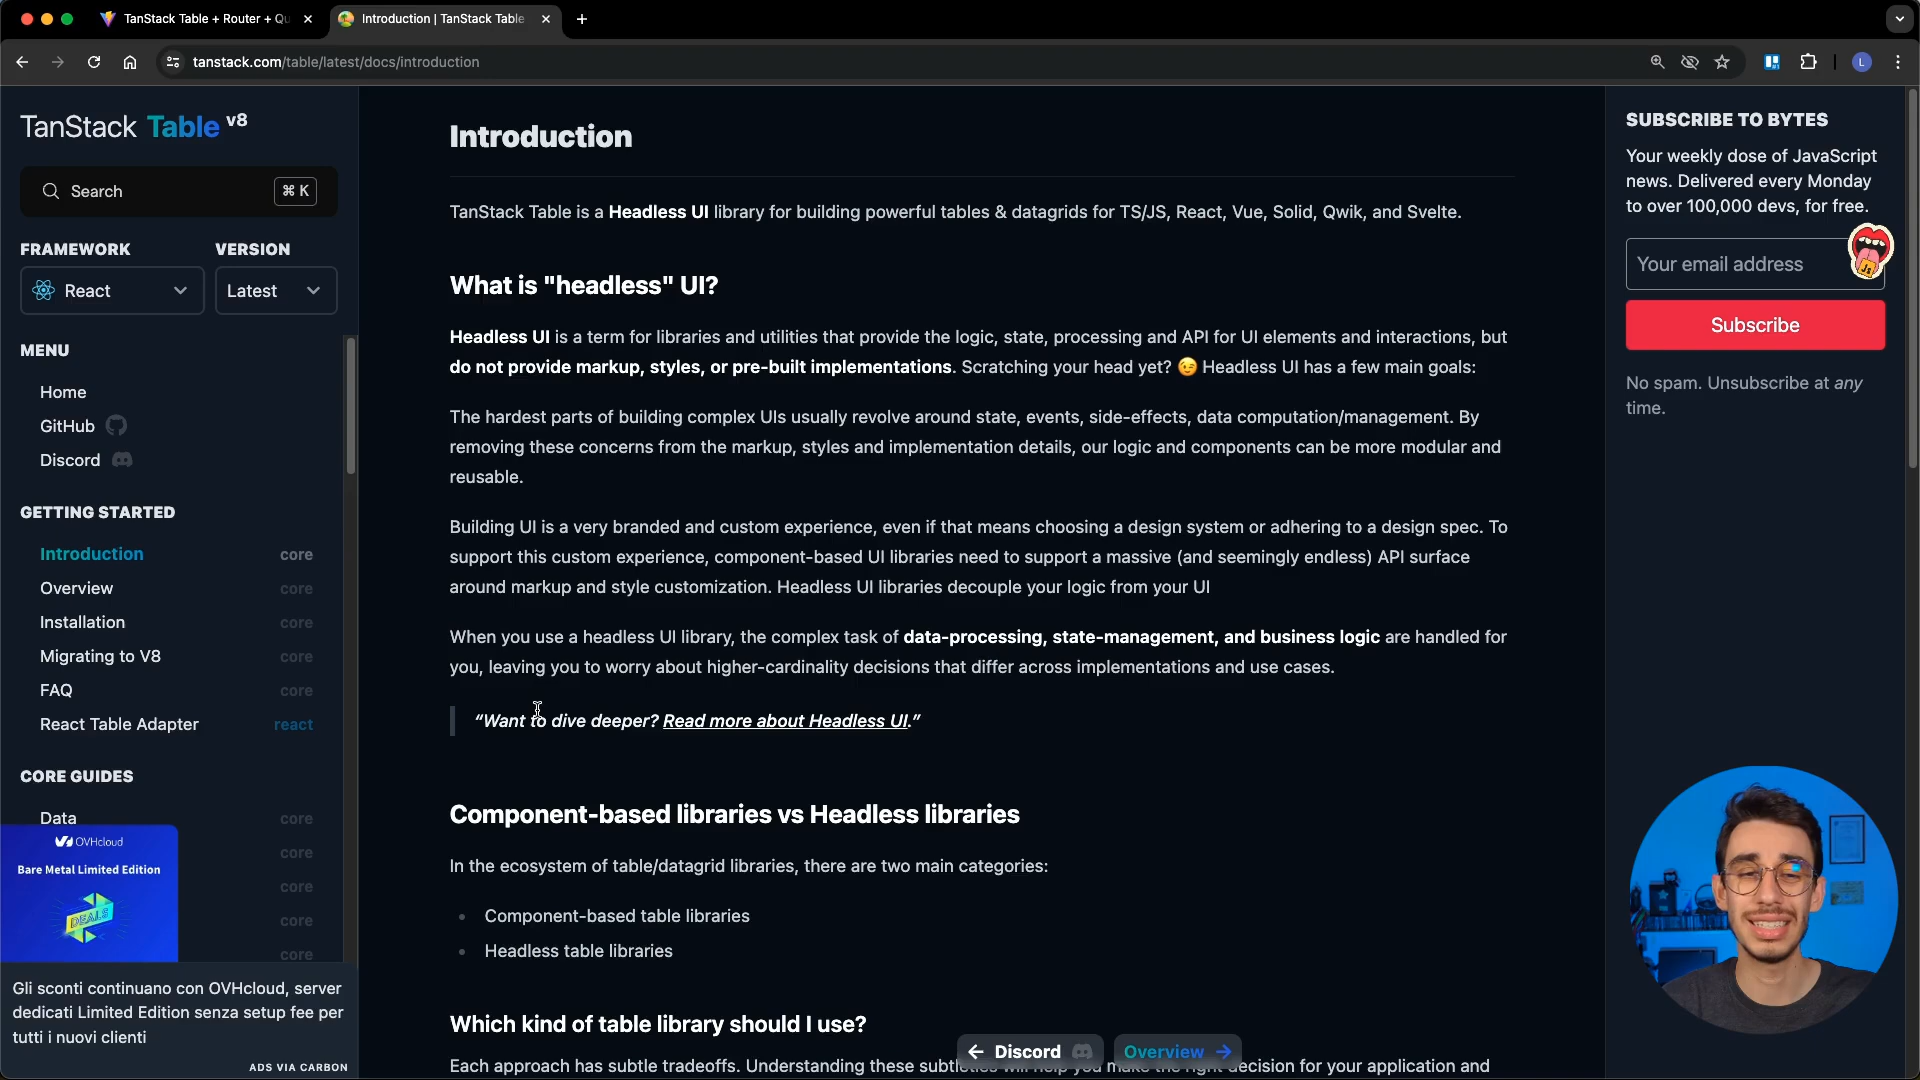 TanStack Table + Router + Qu
Introduction | TanStack Table
tanstack.com/table/latest/docs/introduction
L
TanStack Table v8
Search
⌘ K
FRAMEWORK
VERSION
React
Latest
MENU
Home
GitHub
Discord
GETTING STARTED
Introduction core
Overview core
Installation core
Migrating to V8 core
FAQ core
React Table Adapter react
CORE GUIDES
Data core
core
core
core
core
OVHcloud
Bare Metal Limited Edition
DEALS
Gli sconti continuano con OVHcloud, server
dedicati Limited Edition senza setup fee per
tutti i nuovi clienti
ADS VIA CARBON
Introduction
TanStack Table is a Headless UI library for building powerful tables & datagrids for TS/JS, React, Vue, Solid, Qwik, and Svelte.
What is "headless" UI?
Headless UI is a term for libraries and utilities that provide the logic, state, processing and API for UI elements and interactions, but
do not provide markup, styles, or pre-built implementations. Scratching your head yet? 😉 Headless UI has a few main goals:
The hardest parts of building complex UIs usually revolve around state, events, side-effects, data computation/management. By
removing these concerns from the markup, styles and implementation details, our logic and components can be more modular and
reusable.
Building UI is a very branded and custom experience, even if that means choosing a design system or adhering to a design spec. To
support this custom experience, component-based UI libraries need to support a massive (and seemingly endless) API surface
around markup and style customization. Headless UI libraries decouple your logic from your UI
When you use a headless UI library, the complex task of data-processing, state-management, and business logic are handled for
you, leaving you to worry about higher-cardinality decisions that differ across implementations and use cases.
“Want to dive deeper? Read more about Headless UI.”
Component-based libraries vs Headless libraries
In the ecosystem of table/datagrid libraries, there are two main categories:
• Component-based table libraries
• Headless table libraries
Which kind of table library should I use?
Each approach has subtle tradeoffs. Understanding these subtleties will help you make the right decision for your application and
← Discord
Overview →
SUBSCRIBE TO BYTES
Your weekly dose of JavaScript
news. Delivered every Monday
to over 100,000 devs, for free.
Your email address
JS
Subscribe
No spam. Unsubscribe at any
time.